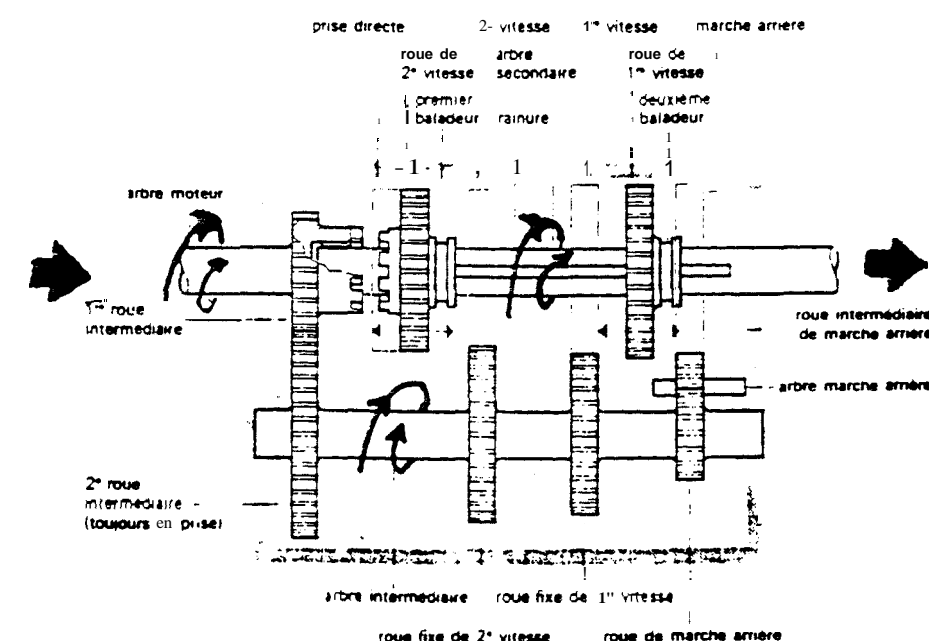 prise directe 2e vitesse 1re vitesse marche arrière
roue de arbre roue de
2e vitesse secondaire 1re vitesse
premier deuxième
baladeur rainure baladeur
arbre moteur
1re roue
intermédiaire
roue intermédiaire
de marche arrière
arbre marche arrière
2e roue
intermédiaire
(toujours en prise)
arbre intermédiaire roue fixe de 1re vitesse
roue fixe de 2e vitesse roue de marche arrière